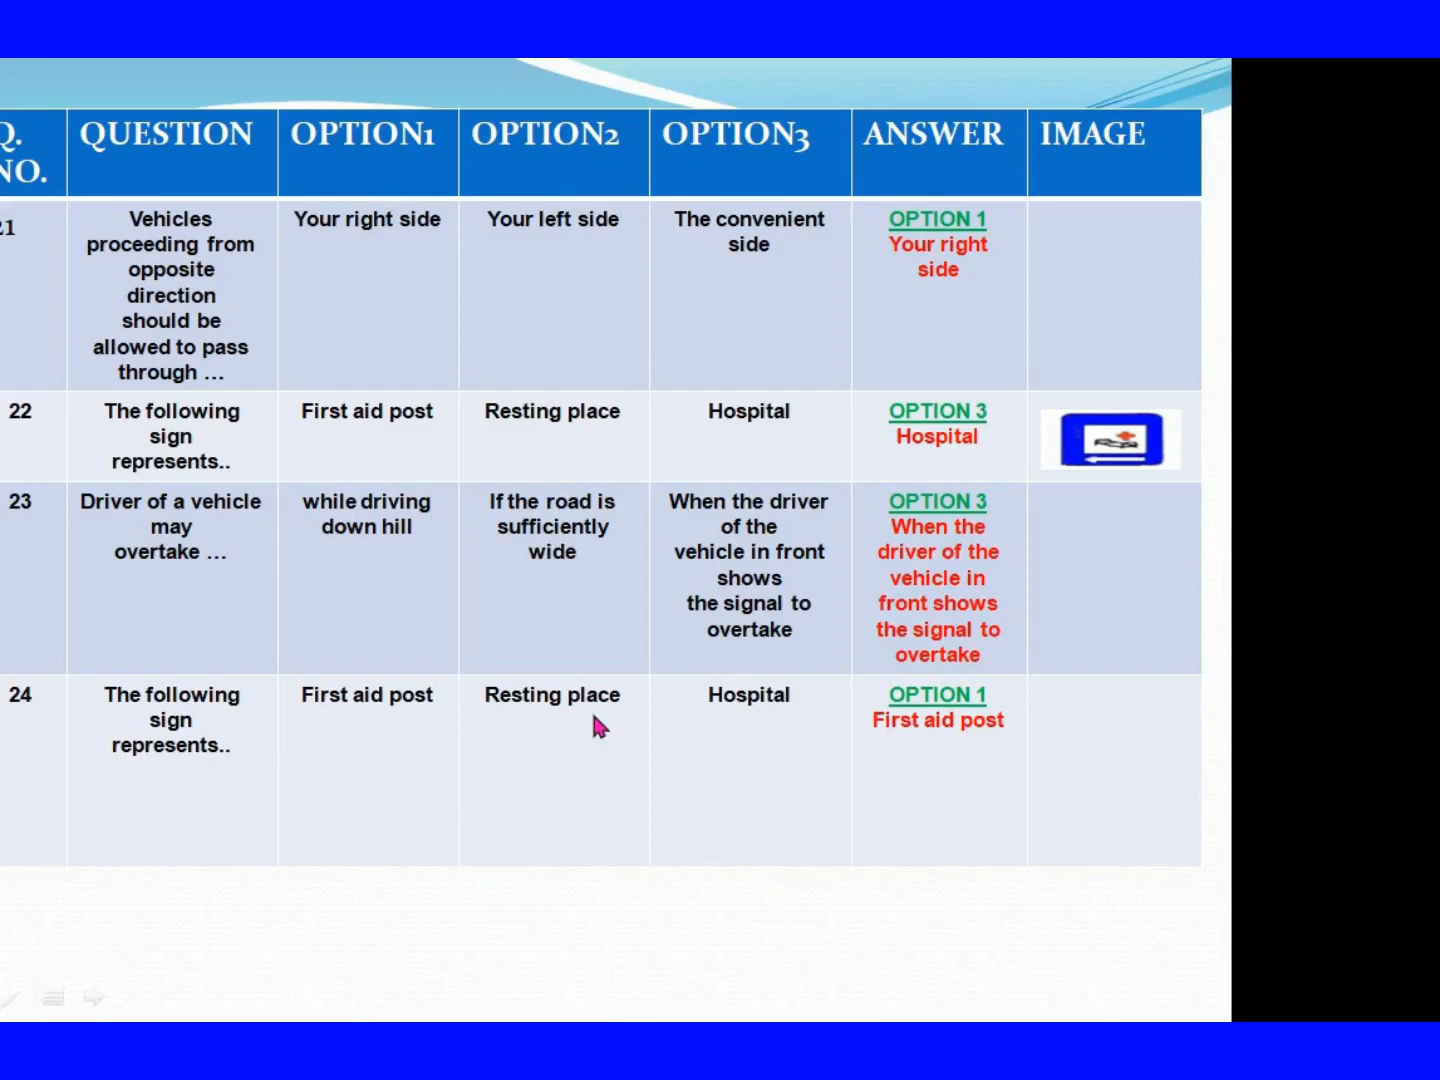 Q.
NO.
QUESTION
OPTION1
OPTION2
OPTION3
ANSWER
IMAGE
21
Vehicles
proceeding from
opposite
direction
should be
allowed to pass
through ...
Your right side
Your left side
The convenient
side
OPTION 1
Your right
side
22
The following
sign
represents..
First aid post
Resting place
Hospital
OPTION 3
Hospital
23
Driver of a vehicle
may
overtake ...
while driving
down hill
If the road is
sufficiently
wide
When the driver
of the
vehicle in front
shows
the signal to
overtake
OPTION 3
When the
driver of the
vehicle in
front shows
the signal to
overtake
24
The following
sign
represents..
First aid post
Resting place
Hospital
OPTION 1
First aid post